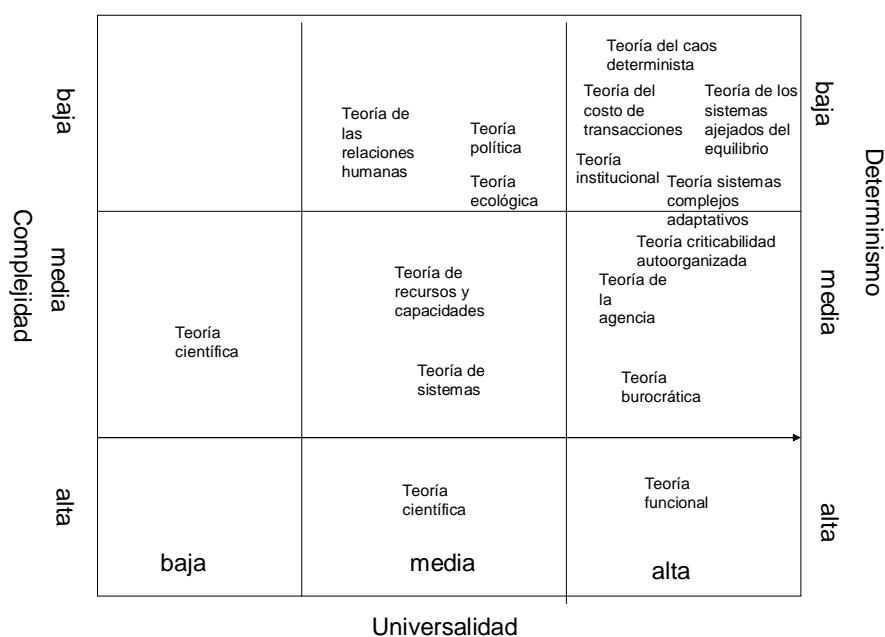 Teoría del caos
determinista
baja
Teoría de
las
relaciones
humanas
Teoría
política
Teoría
ecológica
Teoría del
costo de
transacciones
Teoría de los
sistemas
ajejados del
equilibrio
Teoría
institucional
Teoría sistemas
complejos
adaptativos
baja
Complejidad
media
Teoría
científica
Teoría de
recursos y
capacidades
Teoría de
sistemas
Teoría criticabilidad
autoorganizada
Teoría de
la
agencia
Teoría
burocrática
media
Determinismo
alta
Teoría
científica
Teoría
funcional
alta
baja
media
alta
Universalidad